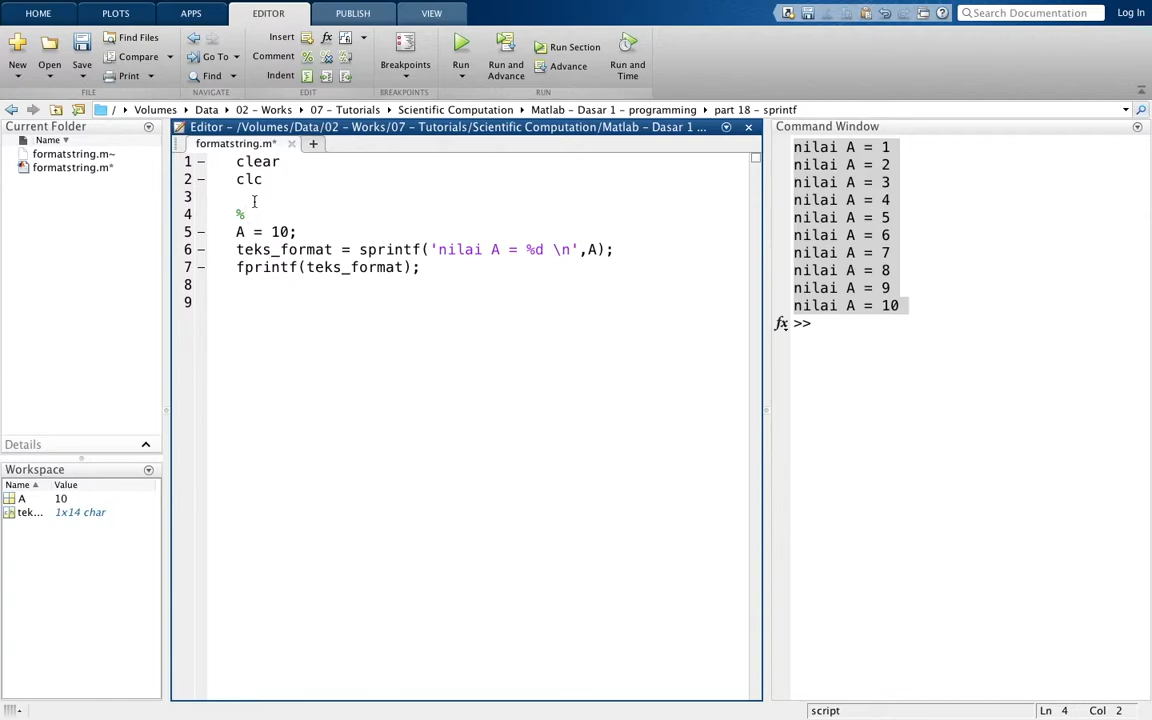 HOME PLOTS APPS EDITOR PUBLISH VIEW Search Documentation Log In
New Open Save Find Files Compare Print
Go To Find
Insert fx Comment % Indent
Breakpoints
Run Run and Advance Run Section Advance Run and Time
FILE NAVIGATE EDIT BREAKPOINTS RUN
/ Volumes Data 02 - Works 07 - Tutorials Scientific Computation Matlab - Dasar 1 - programming part 18 - sprintf
Current Folder
Name
formatstring.m~
formatstring.m*
Details
Workspace
Name Value
A 10
tek... 1x14 char
Editor - /Volumes/Data/02 - Works/07 - Tutorials/Scientific Computation/Matlab - Dasar 1 ...
formatstring.m*
1 clear
2 clc
3
4 %
5 A = 10;
6 teks_format = sprintf('nilai A = %d \n',A);
7 fprintf(teks_format);
8
9
Command Window
nilai A = 1
nilai A = 2
nilai A = 3
nilai A = 4
nilai A = 5
nilai A = 6
nilai A = 7
nilai A = 8
nilai A = 9
nilai A = 10
fx >>
script Ln 4 Col 2